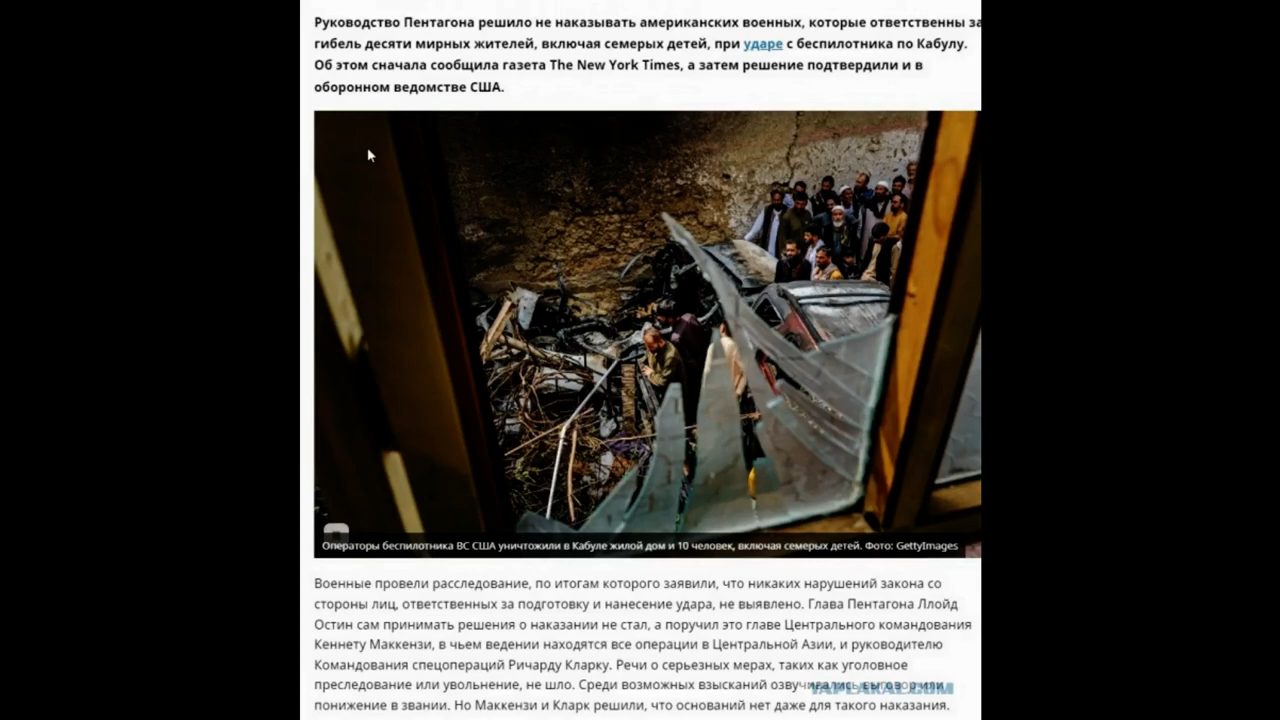 Руководство Пентагона решило не наказывать американских военных, которые ответственны за
гибель десяти мирных жителей, включая семерых детей, при ударе с беспилотника по Кабулу.
Об этом сначала сообщила газета The New York Times, а затем решение подтвердили и в
оборонном ведомстве США.
Операторы беспилотника ВС США уничтожили в Кабуле жилой дом и 10 человек, включая семерых детей. Фото: GettyImages
Военные провели расследование, по итогам которого заявили, что никаких нарушений закона со
стороны лиц, ответственных за подготовку и нанесение удара, не выявлено. Глава Пентагона Ллойд
Остин сам принимать решения о наказании не стал, а поручил это главе Центрального командования
Кеннету Маккензи, в чьем ведении находятся все операции в Центральной Азии, и руководителю
Командования спецопераций Ричарду Кларку. Речи о серьезных мерах, таких как уголовное
преследование или увольнение, не шло. Среди возможных взысканий озвучивались выговор или
YAPLAKAL.COM
понижение в звании. Но Маккензи и Кларк решили, что оснований нет даже для такого наказания.